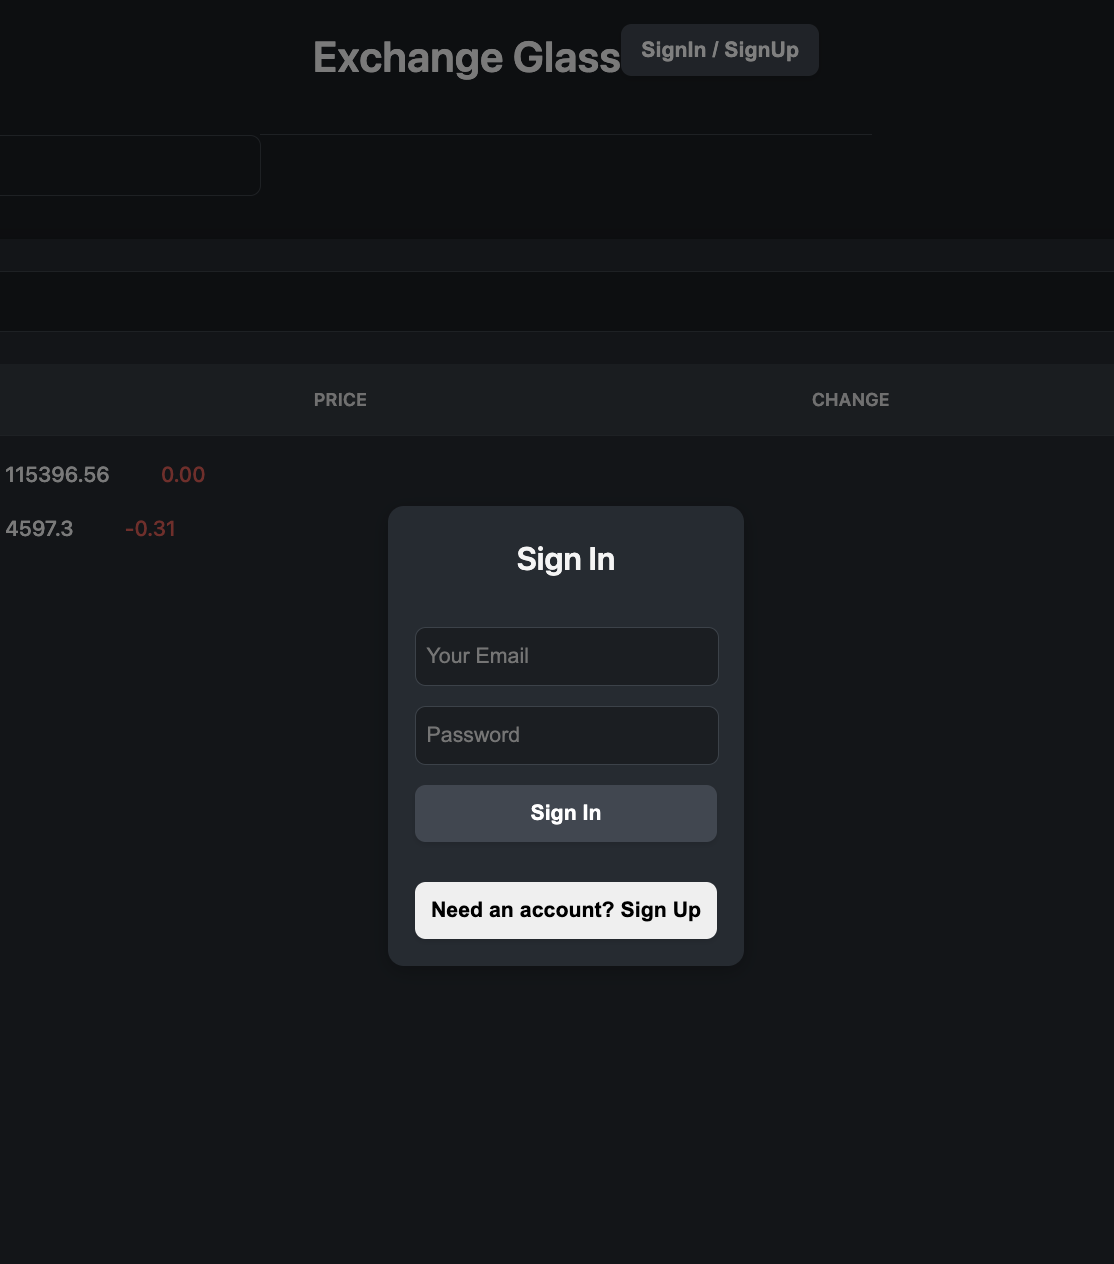 Exchange Glass
SignIn / SignUp
PRICE CHANGE
115396.56 0.00
4597.3 -0.31
Sign In
Your Email
Password
Sign In
Need an account? Sign Up